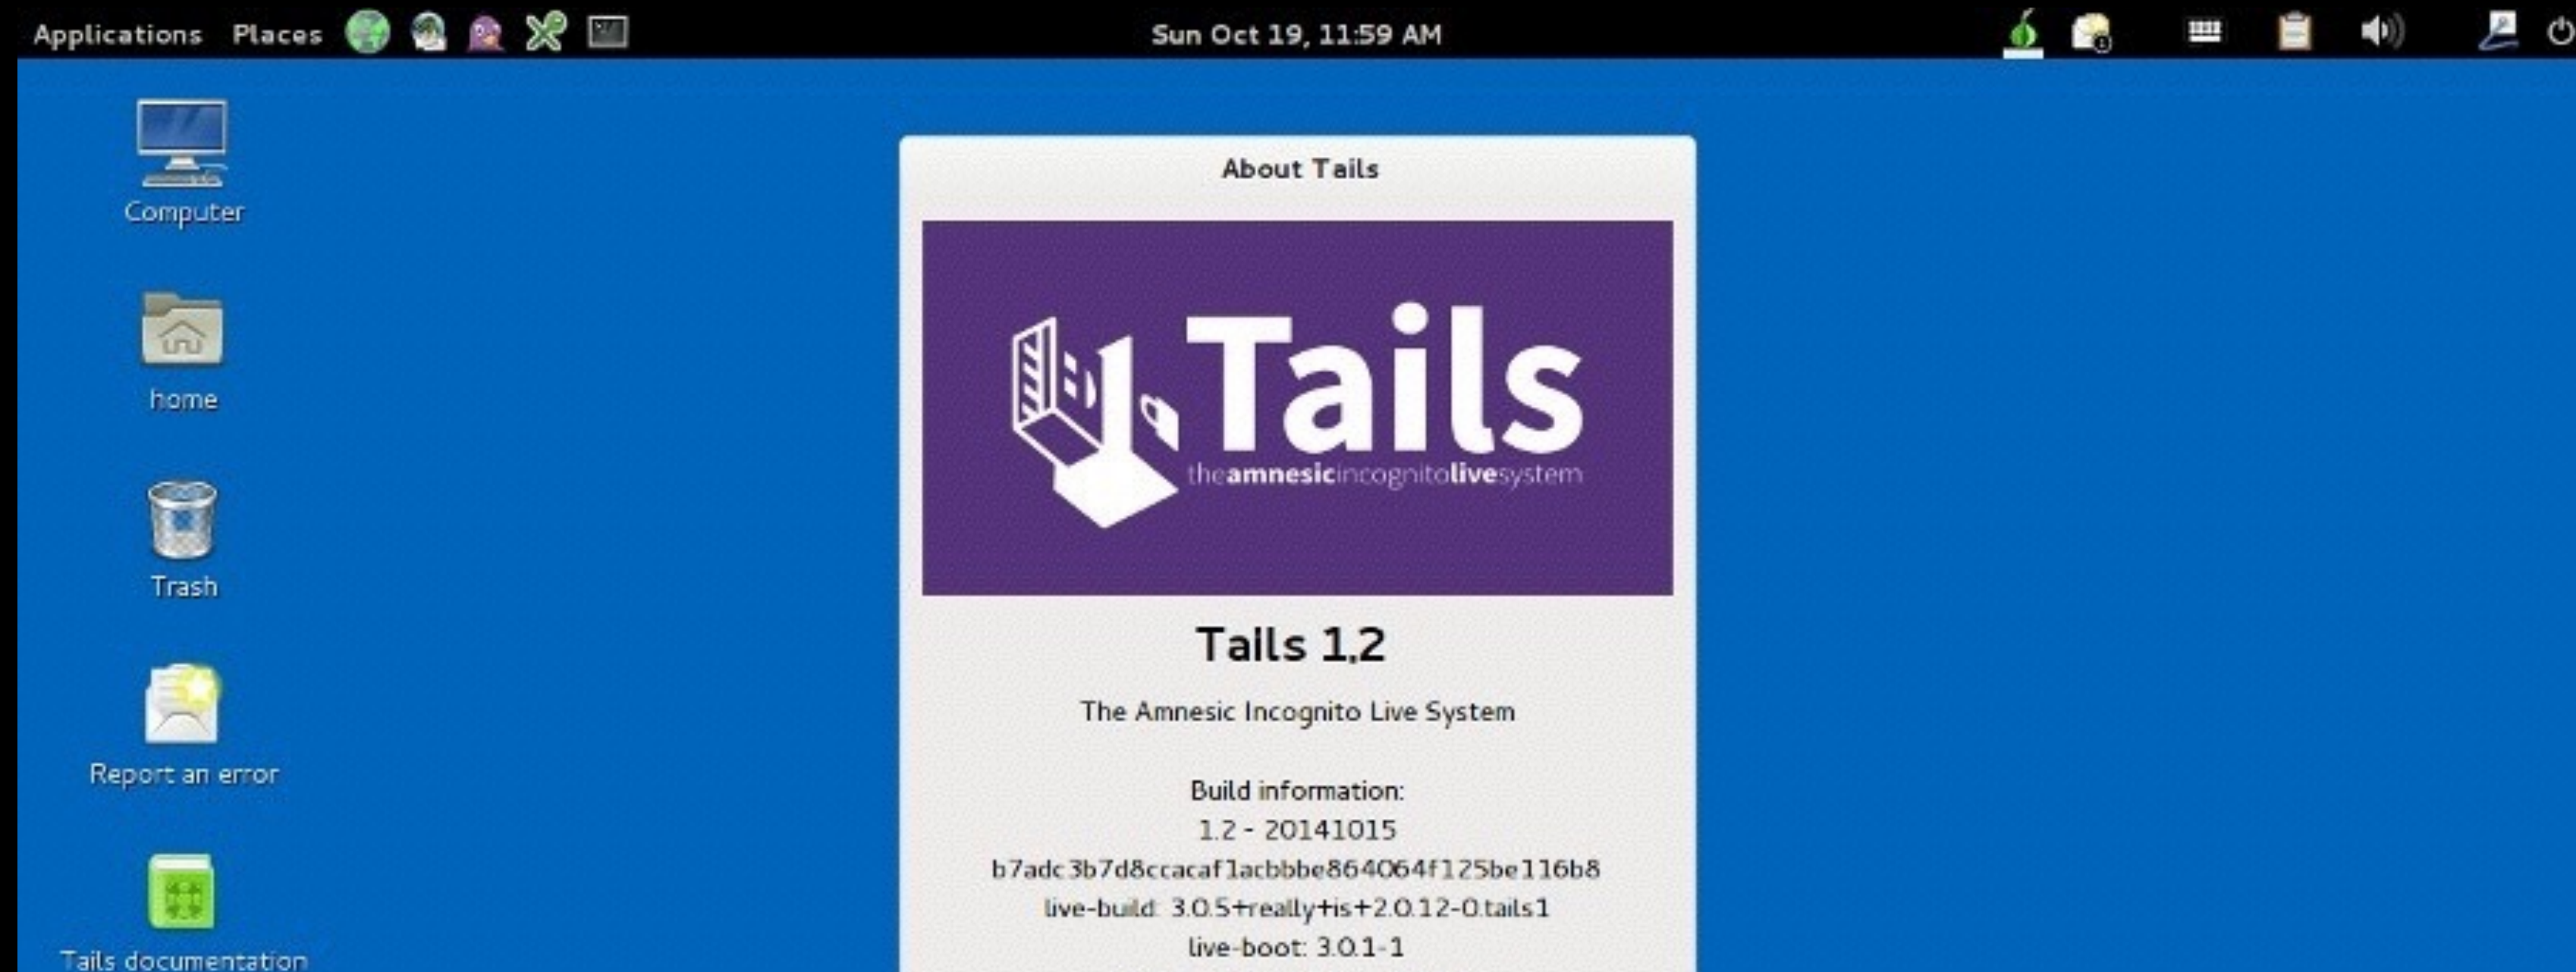 Applications Places Sun Oct 19, 11:59 AM
Computer
home
Trash
Report an error
Tails documentation
About Tails
Tails
theamnesicincognitolivesystem
Tails 1.2
The Amnesic Incognito Live System
Build information:
1.2 - 20141015
b7adc3b7d8ccacaf1acbbbe864064f125be116b8
live-build: 3.0.5+really+is+2.0.12-0.tails1
live-boot: 3.0.1-1